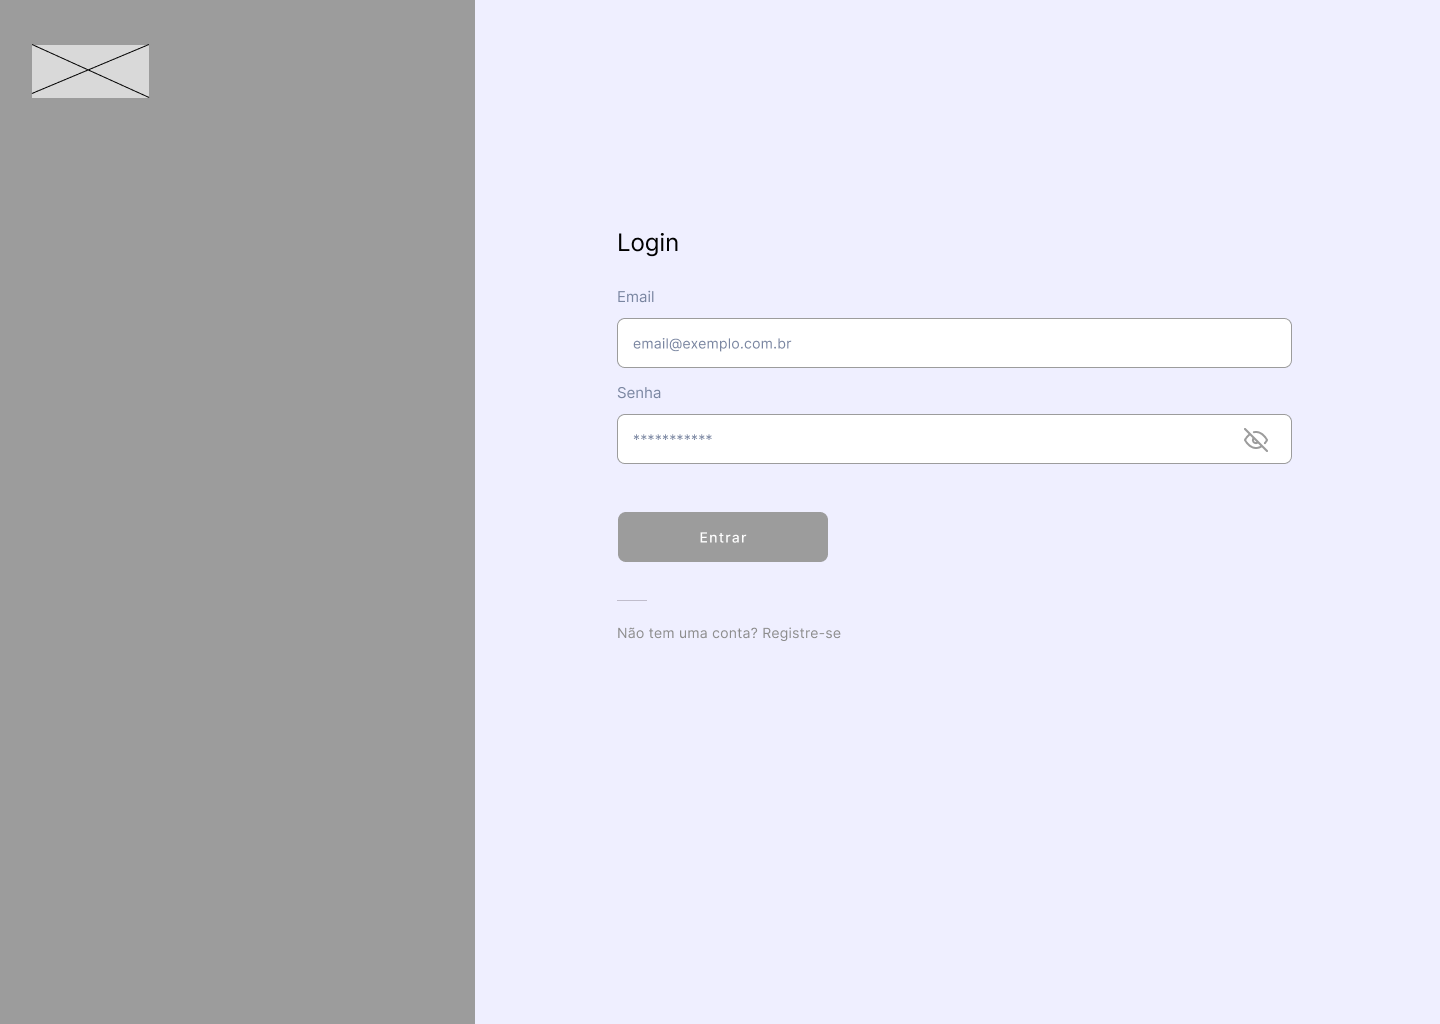 Login
Email
email@exemplo.com.br
Senha
***********
Entrar
Não tem uma conta? Registre-se